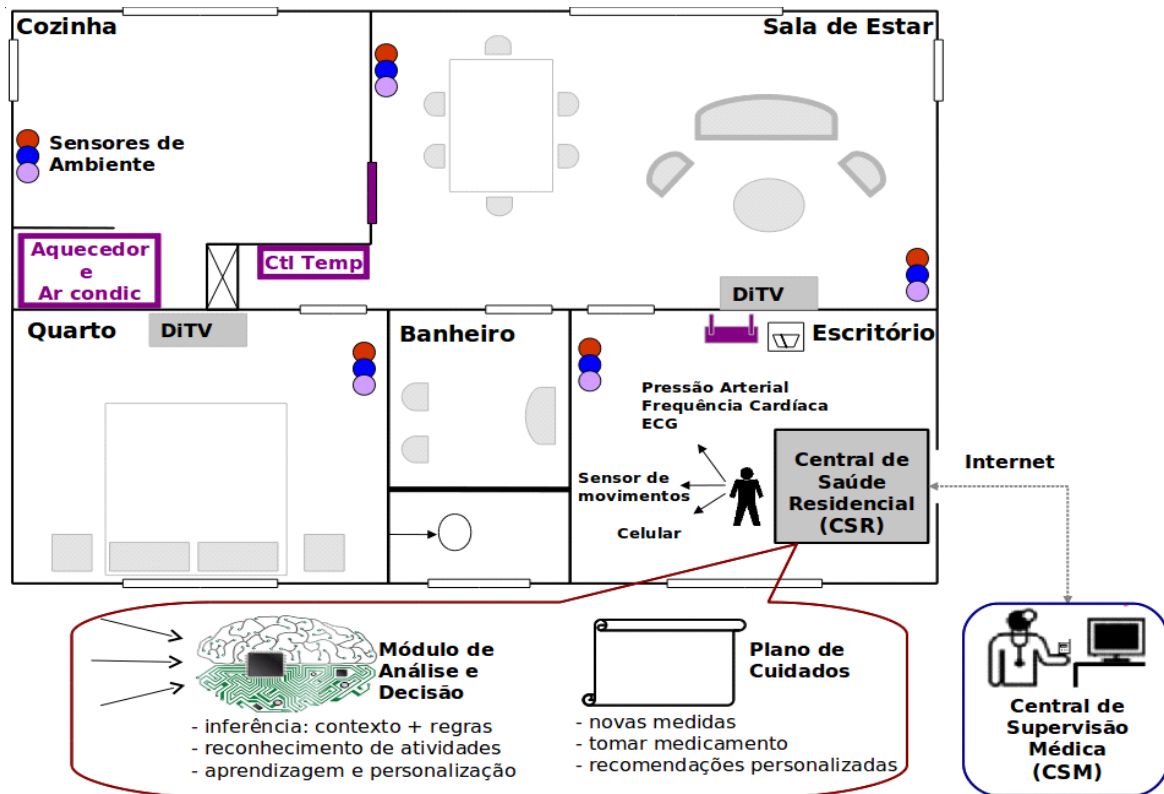 Cozinha
Sala de Estar
Sensores de
Ambiente
Aquecedor
e
Ar condic
Ctl Temp
DiTV
Quarto
DiTV
Banheiro
Escritório
Pressão Arterial
Frequência Cardíaca
ECG
Sensor de
movimentos
Celular
Central de
Saúde
Residencial
(CSR)
Internet
Módulo de
Análise e
Decisão
- inferência: contexto + regras
- reconhecimento de atividades
- aprendizagem e personalização
Plano de
Cuidados
- novas medidas
- tomar medicamento
- recomendações personalizadas
Central de
Supervisão
Médica
(CSM)